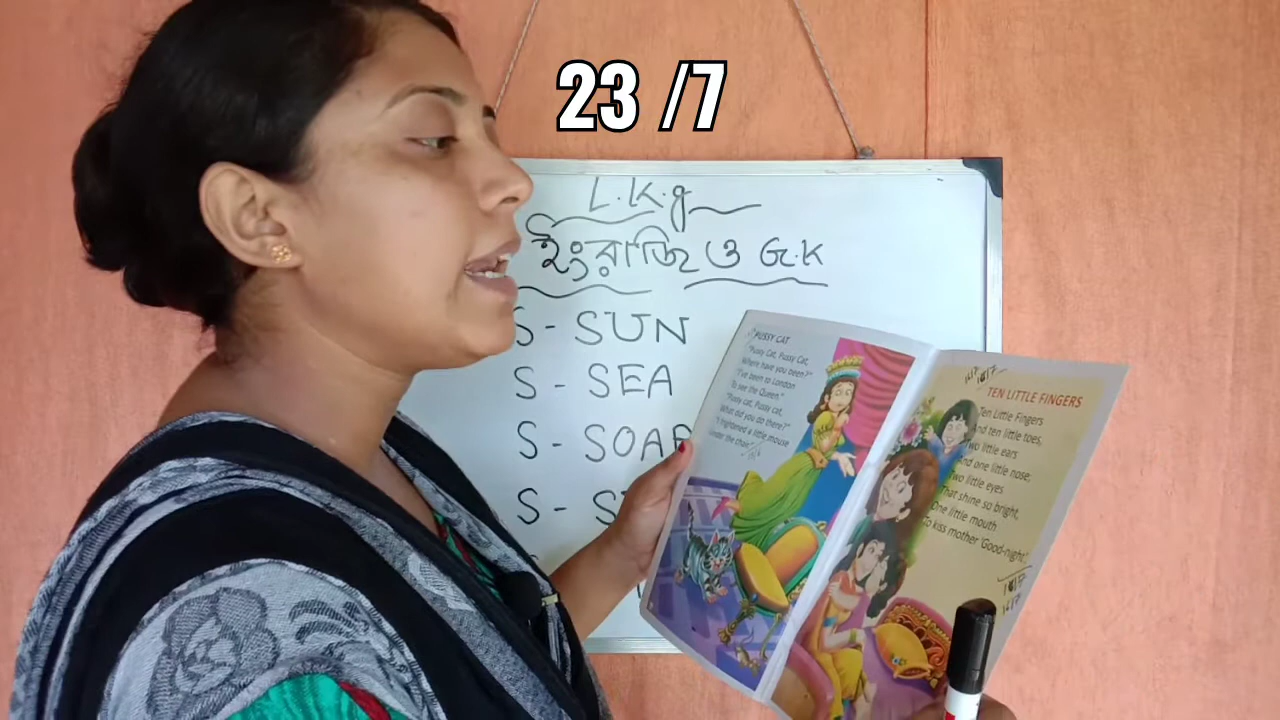 23 /7
L.K.g
ইংরাজি ও G.K
S - SUN
S - SEA
S - SOAP
S -
PUSSY CAT
"Pussy Cat, Pussy Cat,
Where have you been?"
"I've been to London
To see the Queen."
"Pussy cat, Pussy cat,
What did you do there?"
"I frightened a little mouse
Under the chair."
TEN LITTLE FINGERS
Ten Little Fingers
And ten little toes,
Two little ears
And one little nose,
Two little eyes
That shine so bright,
One little mouth
To kiss mother 'Good-night'.